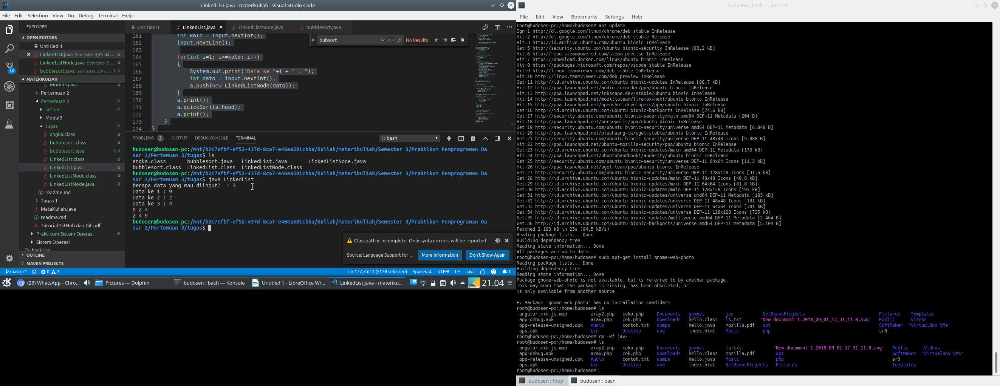 LinkedList.java - materikuliah - Visual Studio Code
File Edit Selection View Go Debug Terminal Help
EXPLORER
OPEN EDITORS
Untitled-1
LinkedList.java Semester 3/Prakt... U
LinkedListNode.java Semester 3... U
bubblesort.java Semester 3/Pr... 1, U
16
MATERIKULIAH
Modul3.java U
Pertemuan 2
Pertemuan 3
latihan
Modul3
tugas
angka.class U
bubblesort.class U
bubblesort.java 1, U
LinkedList.class U
LinkedList.java U
LinkedListNode.class U
LinkedListNode.java U
readme.md
Tugas 1
MataKuliah.java
readme.md
Tutorial GitHub dan Git.pdf
Praktikum Sistem Operasi
Sistem Operasi
back.jpg
OUTLINE
MAVEN PROJECTS
Untitled-1 LinkedList.java LinkedListNode.java bubblesort.java
bubsort Aa Abl .* No Results
161 int kolo = input.nextInt();
162 input.nextLine();
163
164 for(int i=1; i<=kolo; i++)
165 {
166 System.out.print("Data ke "+i + " : ");
167 int dato = input.nextInt();
168 a.push(new LinkedListNode(dato));
169 }
170 a.print();
171 a.quickSort(a.head);
172 a.print();
173 }
174 }
PROBLEMS 2 OUTPUT DEBUG CONSOLE TERMINAL 1: bash
budosen@budosen-pc:/mnt/b2c7efbf-ef52-437d-8ca7-e46ea581cbba/Kuliah/materikuliah/Semester 3/Praktikum Pemprograman Da
sar 2/Pertemuan 3/tugas$ ls
angka.class bubblesort.java LinkedList.java LinkedListNode.java
bubblesort.class LinkedList.class LinkedListNode.class
budosen@budosen-pc:/mnt/b2c7efbf-ef52-437d-8ca7-e46ea581cbba/Kuliah/materikuliah/Semester 3/Praktikum Pemprograman Da
sar 2/Pertemuan 3/tugas$ java LinkedList
berapa data yang mau diinput? : 3
Data ke 1 : 9
Data ke 2 : 2
Data ke 3 : 4
9 2 4
2 4 9
budosen@budosen-pc:/mnt/b2c7efbf-ef52-437d-8ca7-e46ea581cbba/Kuliah/materikuliah/Semester 3/Praktikum Pemprograman Da
sar 2/Pertemuan 3/tugas$
Classpath is incomplete. Only syntax errors will be reported
Source: Language Support for ... More Information Don't Show Again
master* 0 2 Ln 177, Col 1 (5128 selected) Spaces: 4 UTF-8 LF Java 1
(26) WhatsApp - Chro... Pictures — Dolphin budosen : bash — Konsole Untitled 1 - LibreOffice Wr... LinkedList.java - materiku... 21.04
budosen : bash — Konsole
File Edit View Bookmarks Settings Help
root@budosen-pc:/home/budosen# apt update
Ign:1 http://dl.google.com/linux/chrome/deb stable InRelease
Hit:2 http://dl.google.com/linux/chrome/deb stable Release
Hit:3 http://id.archive.ubuntu.com/ubuntu bionic InRelease
Get:5 http://security.ubuntu.com/ubuntu bionic-security InRelease [83,2 kB]
Hit:6 http://repo.steampowered.com/steam precise InRelease
Hit:7 https://download.docker.com/linux/ubuntu bionic InRelease
Hit:8 https://packages.microsoft.com/repos/vscode stable InRelease
Hit:9 http://linux.teamviewer.com/deb stable InRelease
Hit:10 http://linux.teamviewer.com/deb preview InRelease
Get:11 http://id.archive.ubuntu.com/ubuntu bionic-updates InRelease [88,7 kB]
Hit:12 http://ppa.launchpad.net/audio-recorder/ppa/ubuntu bionic InRelease
Hit:13 http://ppa.launchpad.net/inkscape.dev/stable/ubuntu bionic InRelease
Hit:14 http://ppa.launchpad.net/mozillateam/firefox-next/ubuntu bionic InRelease
Hit:15 http://ppa.launchpad.net/openshot.developers/ppa/ubuntu bionic InRelease
Get:16 http://id.archive.ubuntu.com/ubuntu bionic-backports InRelease [74,6 kB]
Get:17 http://security.ubuntu.com/ubuntu bionic-security/main amd64 DEP-11 Metadata [204 B]
Hit:18 http://ppa.launchpad.net/persepolis/ppa/ubuntu bionic InRelease
Get:19 http://security.ubuntu.com/ubuntu bionic-security/universe amd64 DEP-11 Metadata [6.848 B]
Hit:20 http://ppa.launchpad.net/plushuang-tw/uget-stable/ubuntu bionic InRelease
Get:21 http://security.ubuntu.com/ubuntu bionic-security/universe DEP-11 48x48 Icons [9.088 B]
Hit:22 http://ppa.launchpad.net/ubuntu-mozilla-security/ppa/ubuntu bionic InRelease
Get:23 http://id.archive.ubuntu.com/ubuntu bionic-updates/main amd64 DEP-11 Metadata [173 kB]
Hit:24 http://ppa.launchpad.net/ubuntuhandbook1/audacity/ubuntu bionic InRelease
Get:25 http://security.ubuntu.com/ubuntu bionic-security/universe DEP-11 64x64 Icons [11,3 kB]
Hit:26 http://ppa.launchpad.net/uget-team/ppa/ubuntu bionic InRelease
Get:27 http://security.ubuntu.com/ubuntu bionic-security/universe DEP-11 128x128 Icons [31,6 kB]
Get:28 http://id.archive.ubuntu.com/ubuntu bionic-updates/main DEP-11 48x48 Icons [40,8 kB]
Get:29 http://id.archive.ubuntu.com/ubuntu bionic-updates/main DEP-11 64x64 Icons [81,8 kB]
Get:30 http://id.archive.ubuntu.com/ubuntu bionic-updates/main DEP-11 128x128 Icons [195 kB]
Get:31 http://id.archive.ubuntu.com/ubuntu bionic-updates/universe amd64 DEP-11 Metadata [183 kB]
Get:32 http://id.archive.ubuntu.com/ubuntu bionic-updates/universe DEP-11 48x48 Icons [181 kB]
Get:33 http://id.archive.ubuntu.com/ubuntu bionic-updates/universe DEP-11 64x64 Icons [301 kB]
Get:34 http://id.archive.ubuntu.com/ubuntu bionic-updates/universe DEP-11 128x128 Icons [725 kB]
Get:35 http://id.archive.ubuntu.com/ubuntu bionic-updates/multiverse amd64 DEP-11 Metadata [2.464 B]
Get:36 http://id.archive.ubuntu.com/ubuntu bionic-backports/universe amd64 DEP-11 Metadata [5.104 B]
Fetched 2.193 kB in 23s (94,5 kB/s)
Reading package lists... Done
Building dependency tree
Reading state information... Done
All packages are up to date.
root@budosen-pc:/home/budosen# sudo apt-get install gnome-web-photo
Reading package lists... Done
Building dependency tree
Reading state information... Done
Package gnome-web-photo is not available, but is referred to by another package.
This may mean that the package is missing, has been obsoleted, or
is only available from another source
E: Package 'gnome-web-photo' has no installation candidate
root@budosen-pc:/home/budosen# ls
angular.min.js.map aray2.php ceko.php Documents gembel jav NetBeansProjects Pictures Templates
app-debug.apk aray.php cek.php Downloads hello.class ls.txt 'New document 1.2018_09_01_17_31_11.0.svg' Public Videos
app-release-unsigned.apk Audio contoh.txt dumps hello.java mozilla.pdf opt SoftMaker 'VirtualBox VMs'
aps.apk bin Desktop dvd index.html Music php sr0
root@budosen-pc:/home/budosen# rm -Rf jav/
root@budosen-pc:/home/budosen# ls
angular.min.js.map aray2.php ceko.php Documents gembel ls.txt 'New document 1.2018_09_01_17_31_11.0.svg' Public Videos
app-debug.apk aray.php cek.php Downloads hello.class mozilla.pdf opt SoftMaker 'VirtualBox VMs'
app-release-unsigned.apk Audio contoh.txt dumps hello.java Music php sr0
aps.apk bin Desktop dvd index.html NetBeansProjects Pictures Templates
root@budosen-pc:/home/budosen#
budosen : htop budosen : bash